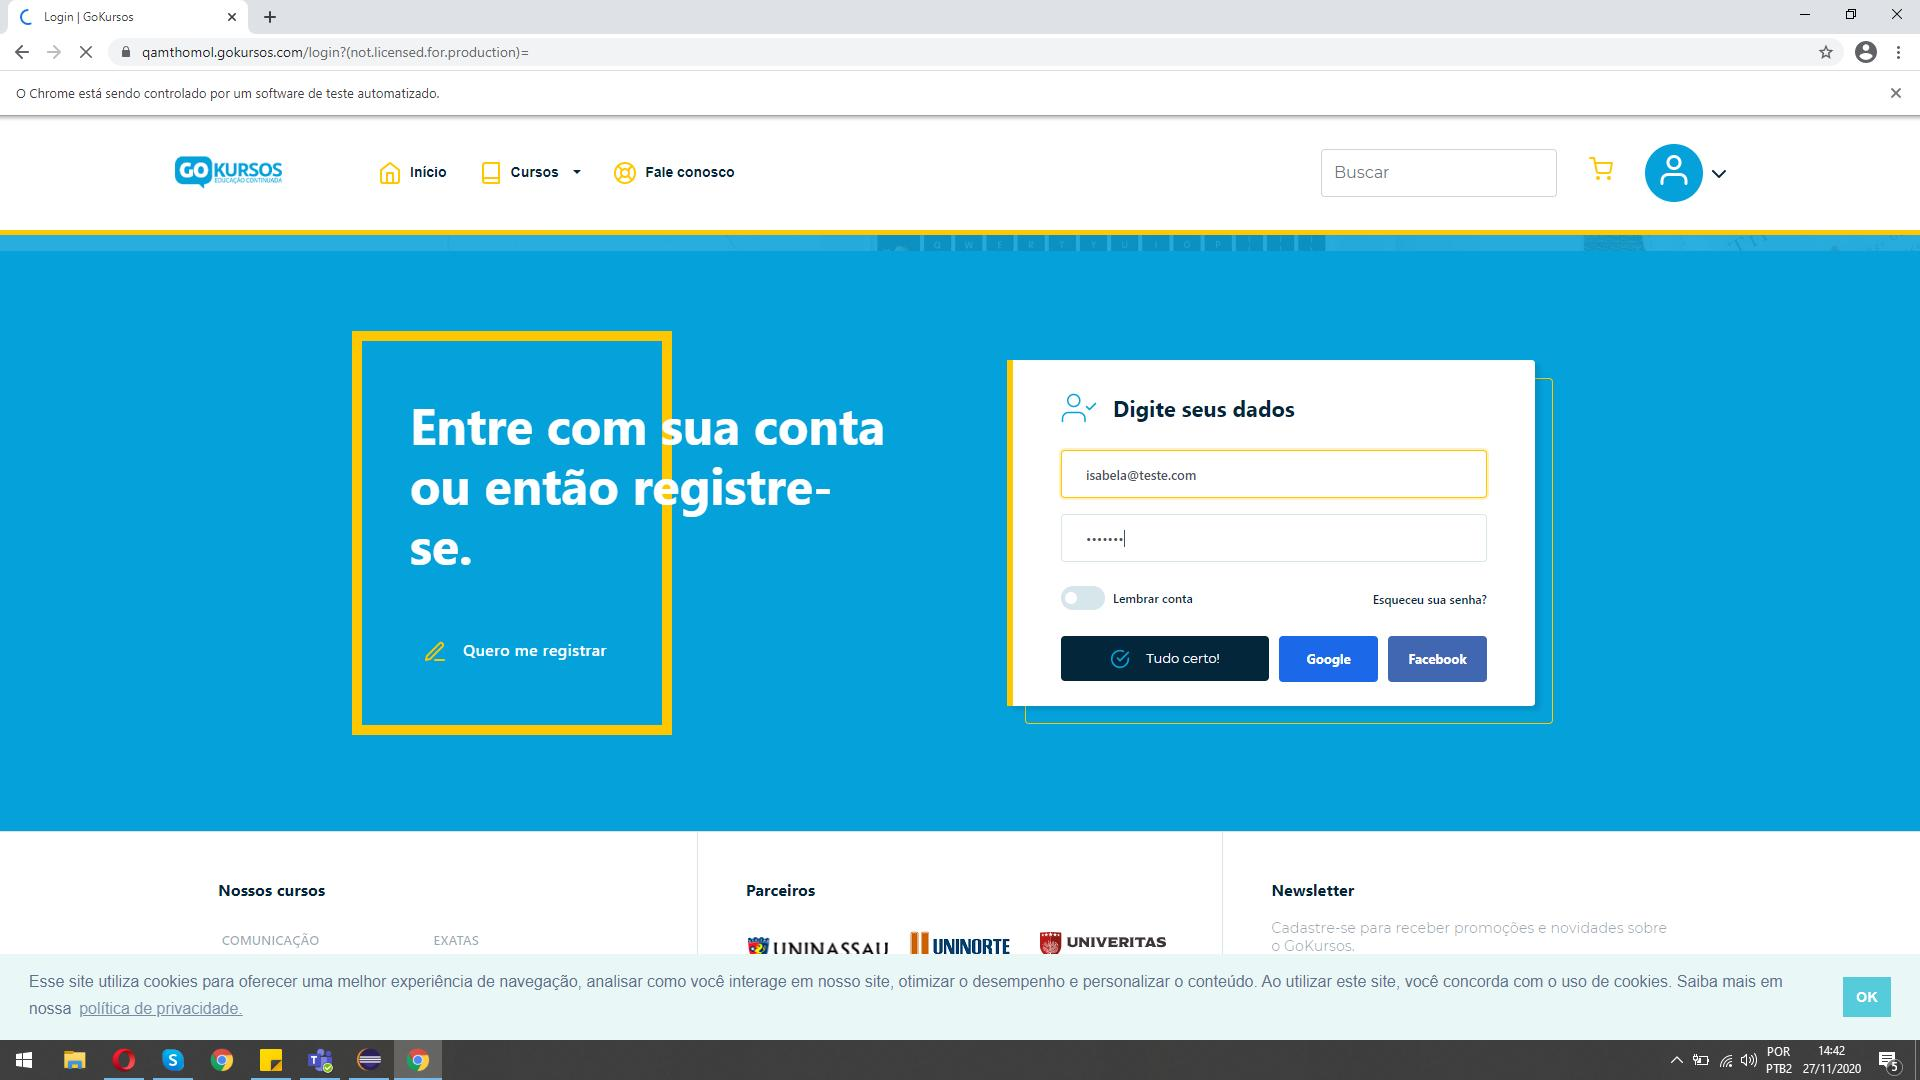 Login | GoKursos
qamthomol.gokursos.com/login?(not.licensed.for.production)=
O Chrome está sendo controlado por um software de teste automatizado.
GO KURSOS
EDUCAÇÃO CONTINUADA
Início
Cursos
Fale conosco
Buscar
Q W E R T Y U I O P
Entre com sua conta
ou então registre-
se.
Quero me registrar
Digite seus dados
isabela@teste.com
•••••••
Lembrar conta
Esqueceu sua senha?
Tudo certo!
Google
Facebook
Nossos cursos
COMUNICAÇÃO
EXATAS
Parceiros
UNINASSAU
UNINORTE
UNIVERITAS
Newsletter
Cadastre-se para receber promoções e novidades sobre
o GoKursos.
Esse site utiliza cookies para oferecer uma melhor experiência de navegação, analisar como você interage em nosso site, otimizar o desempenho e personalizar o conteúdo. Ao utilizar este site, você concorda com o uso de cookies. Saiba mais em
nossa política de privacidade.
OK
POR
PTB2
14:42
27/11/2020
5